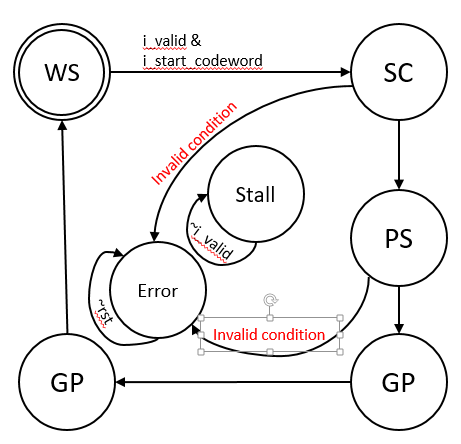 i_valid &
i_start_codeword
WS
SC
Invalid condition
Stall
~i_valid
PS
Error
~rst
Invalid condition
GP
GP